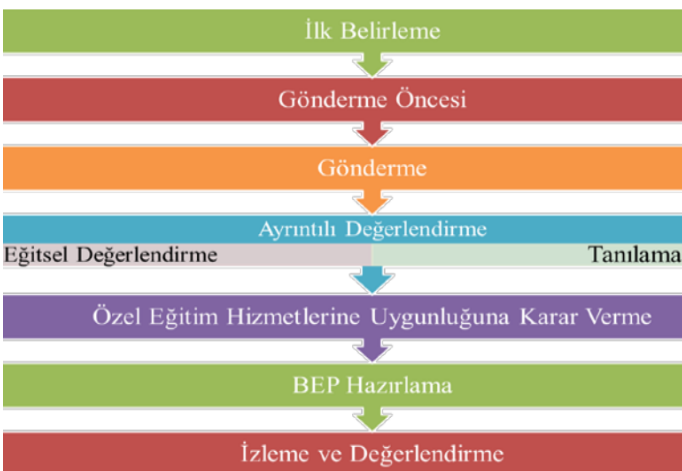 İlk Belirleme
Gönderme Öncesi
Gönderme
Ayrıntılı Değerlendirme
Eğitsel Değerlendirme Tanılama
Özel Eğitim Hizmetlerine Uygunluğuna Karar Verme
BEP Hazırlama
İzleme ve Değerlendirme